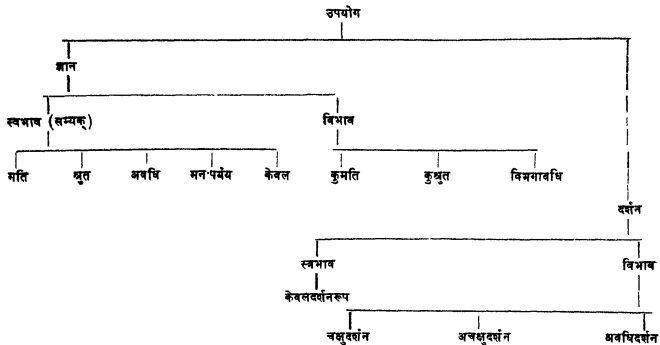 उपयोग
ज्ञान
स्वभाव (सम्यक्) विभाव
मति श्रुत अवधि मन पर्यय केवल कुमति कुश्रुत विभगावधि
दर्शन
स्वभाव विभाव
केवलदर्शनरूप
चक्षुदर्शन अचक्षुदर्शन अवधिदर्शन